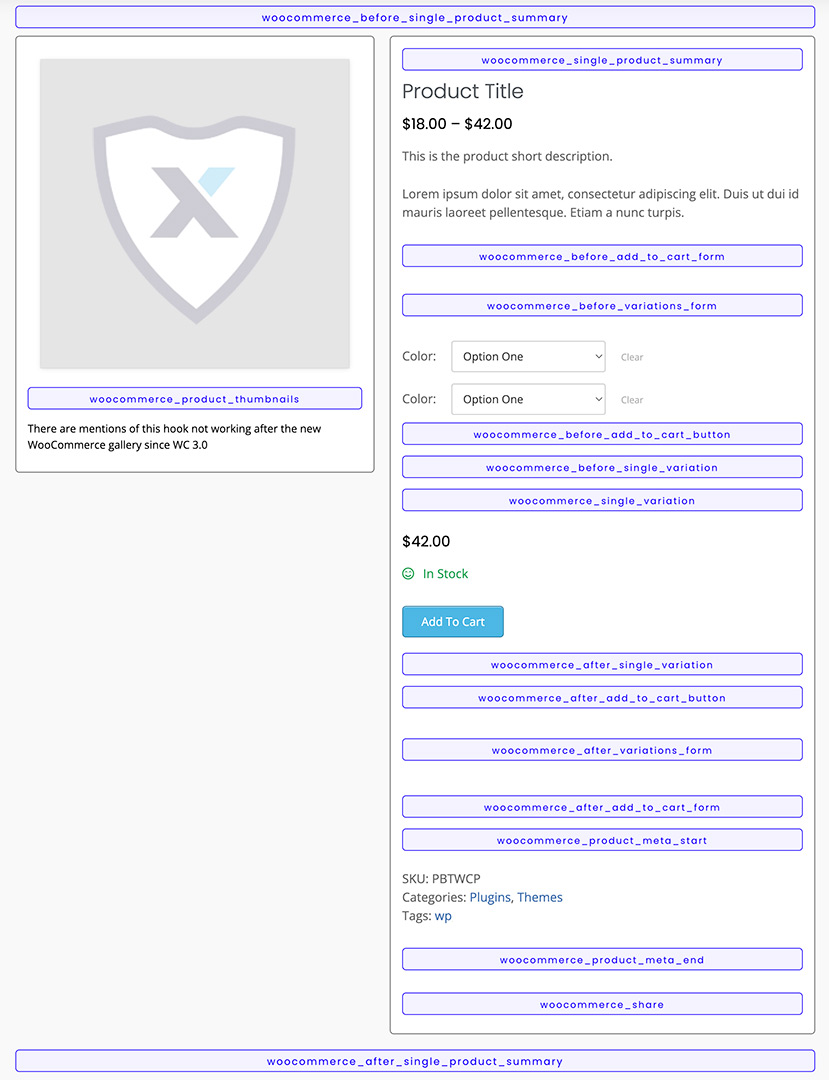 woocommerce_before_single_product_summary
woocommerce_product_thumbnails
There are mentions of this hook not working after the new
WooCommerce gallery since WC 3.0
woocommerce_single_product_summary
Product Title
$18.00 – $42.00
This is the product short description.
Lorem ipsum dolor sit amet, consectetur adipiscing elit. Duis ut dui id
mauris laoreet pellentesque. Etiam a nunc turpis.
woocommerce_before_add_to_cart_form
woocommerce_before_variations_form
Color: Option One Clear
Color: Option One Clear
woocommerce_before_add_to_cart_button
woocommerce_before_single_variation
woocommerce_single_variation
$42.00
In Stock
Add To Cart
woocommerce_after_single_variation
woocommerce_after_add_to_cart_button
woocommerce_after_variations_form
woocommerce_after_add_to_cart_form
woocommerce_product_meta_start
SKU: PBTWCP
Categories: Plugins, Themes
Tags: wp
woocommerce_product_meta_end
woocommerce_share
woocommerce_after_single_product_summary